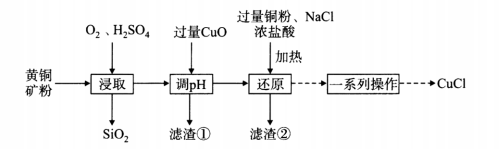 过量铜粉、NaCl
O₂、H₂SO₄ 过量CuO 浓盐酸
加热
黄铜
矿粉 浸取 调pH 还原 一系列操作 CuCl
SiO₂ 滤渣① 滤渣②